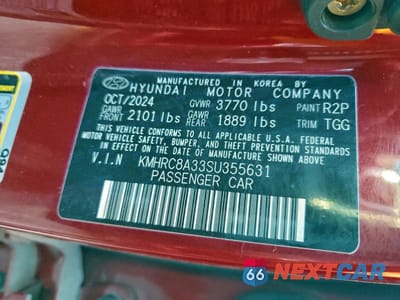 MANUFACTURED IN KOREA BY
HYUNDAI MOTOR COMPANY
OCT/2024 GVWR 3770 lbs PAINT R2P
GAWR FRONT 2101 lbs GAWR REAR 1889 lbs TRIM TGG
THIS VEHICLE CONFORMS TO ALL APPLICABLE U.S.A. FEDERAL
MOTOR VEHICLE SAFETY, BUMPER, AND THEFT PREVENTION
STANDARDS IN EFFECT ON THE DATE OF MANUFACTURE SHOWN ABOVE.
V.I.N KMHRC8A33SU355631
PASSENGER CAR
66 NEXTCAR